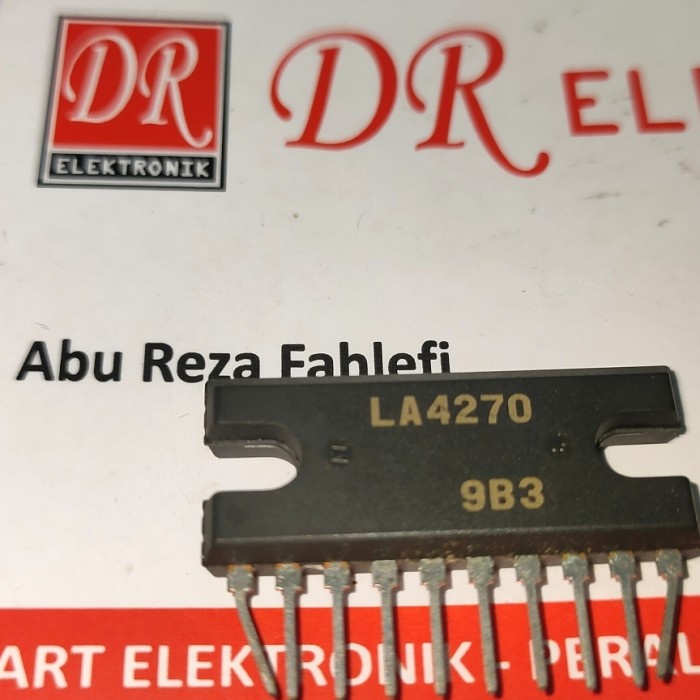 DR
ELEKTRONIK
DR EL
Abu Reza Fahlefi
LA4270
9B3
ART ELEKTRONIK - PERAL